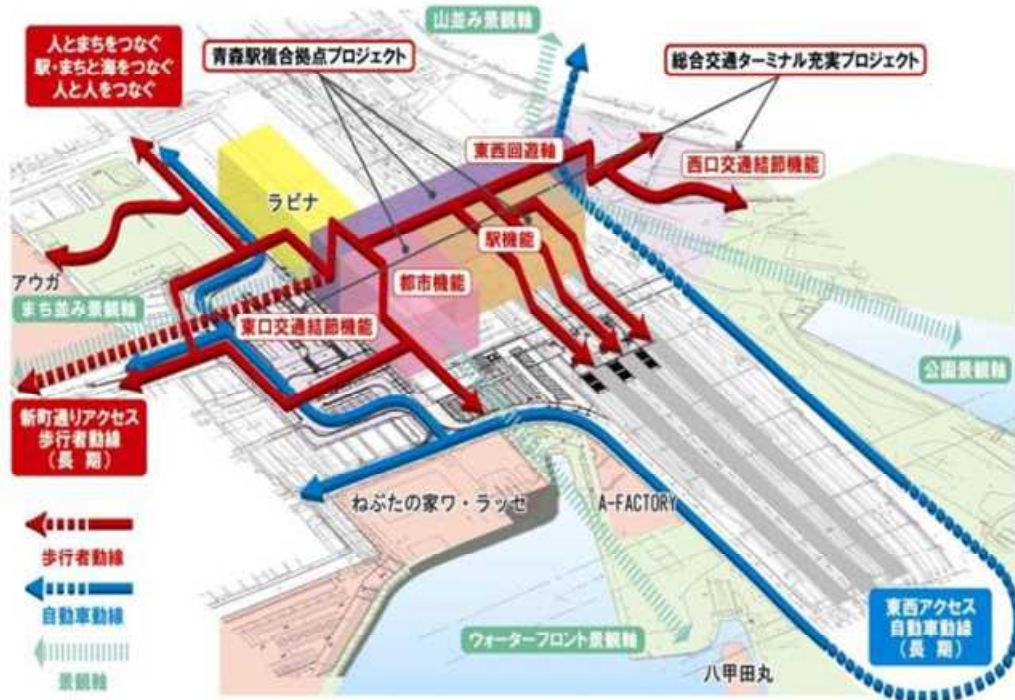 人とまちをつなぐ
駅・まちと海をつなぐ
人と人をつなぐ
青森駅複合拠点プロジェクト
山並み景観軸
総合交通ターミナル充実プロジェクト
東西回遊軸
西口交通結節機能
ラビナ
駅機能
アウガ
都市機能
まち並み景観軸
東口交通結節機能
公園景観軸
新町通りアクセス
歩行者動線
(長期)
ねぶたの家ワ・ラッセ
A-FACTORY
歩行者動線
自動車動線
景観軸
ウォーターフロント景観軸
八甲田丸
東西アクセス
自動車動線
(長期)